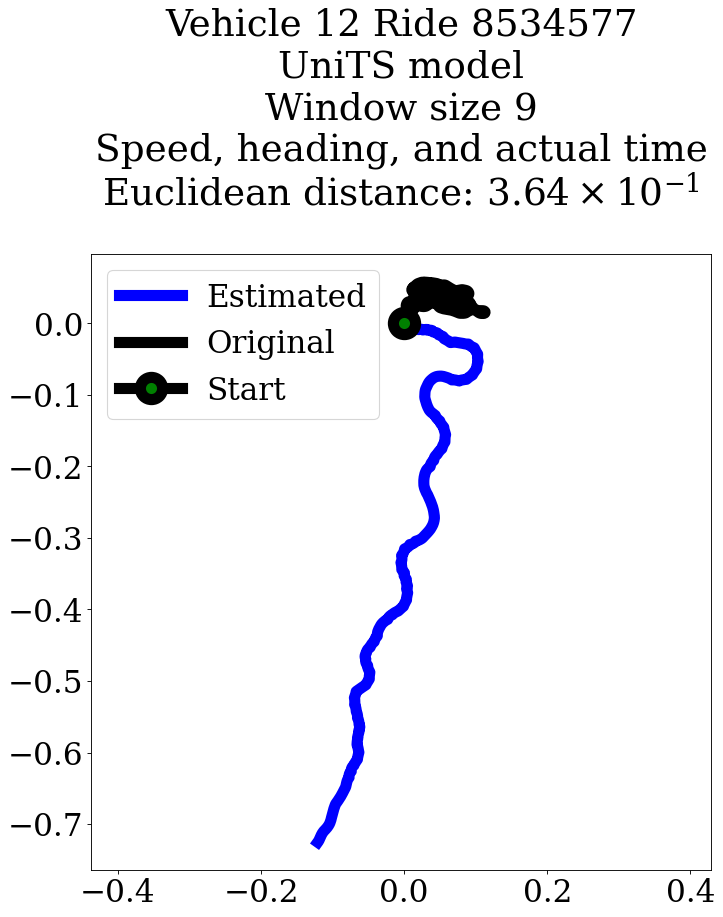 Vehicle 12 Ride 8534577
UniTS model
Window size 9
Speed, heading, and actual time
Euclidean distance: 3.64 × 10⁻¹
Estimated
Original
Start
0.0
−0.1
−0.2
−0.3
−0.4
−0.5
−0.6
−0.7
−0.4 −0.2 0.0 0.2 0.4